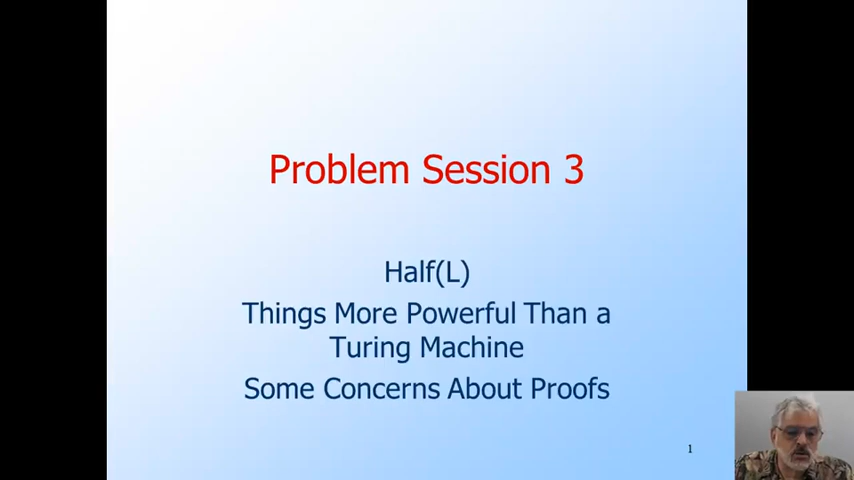 Problem Session 3
Half(L)
Things More Powerful Than a
Turing Machine
Some Concerns About Proofs
1